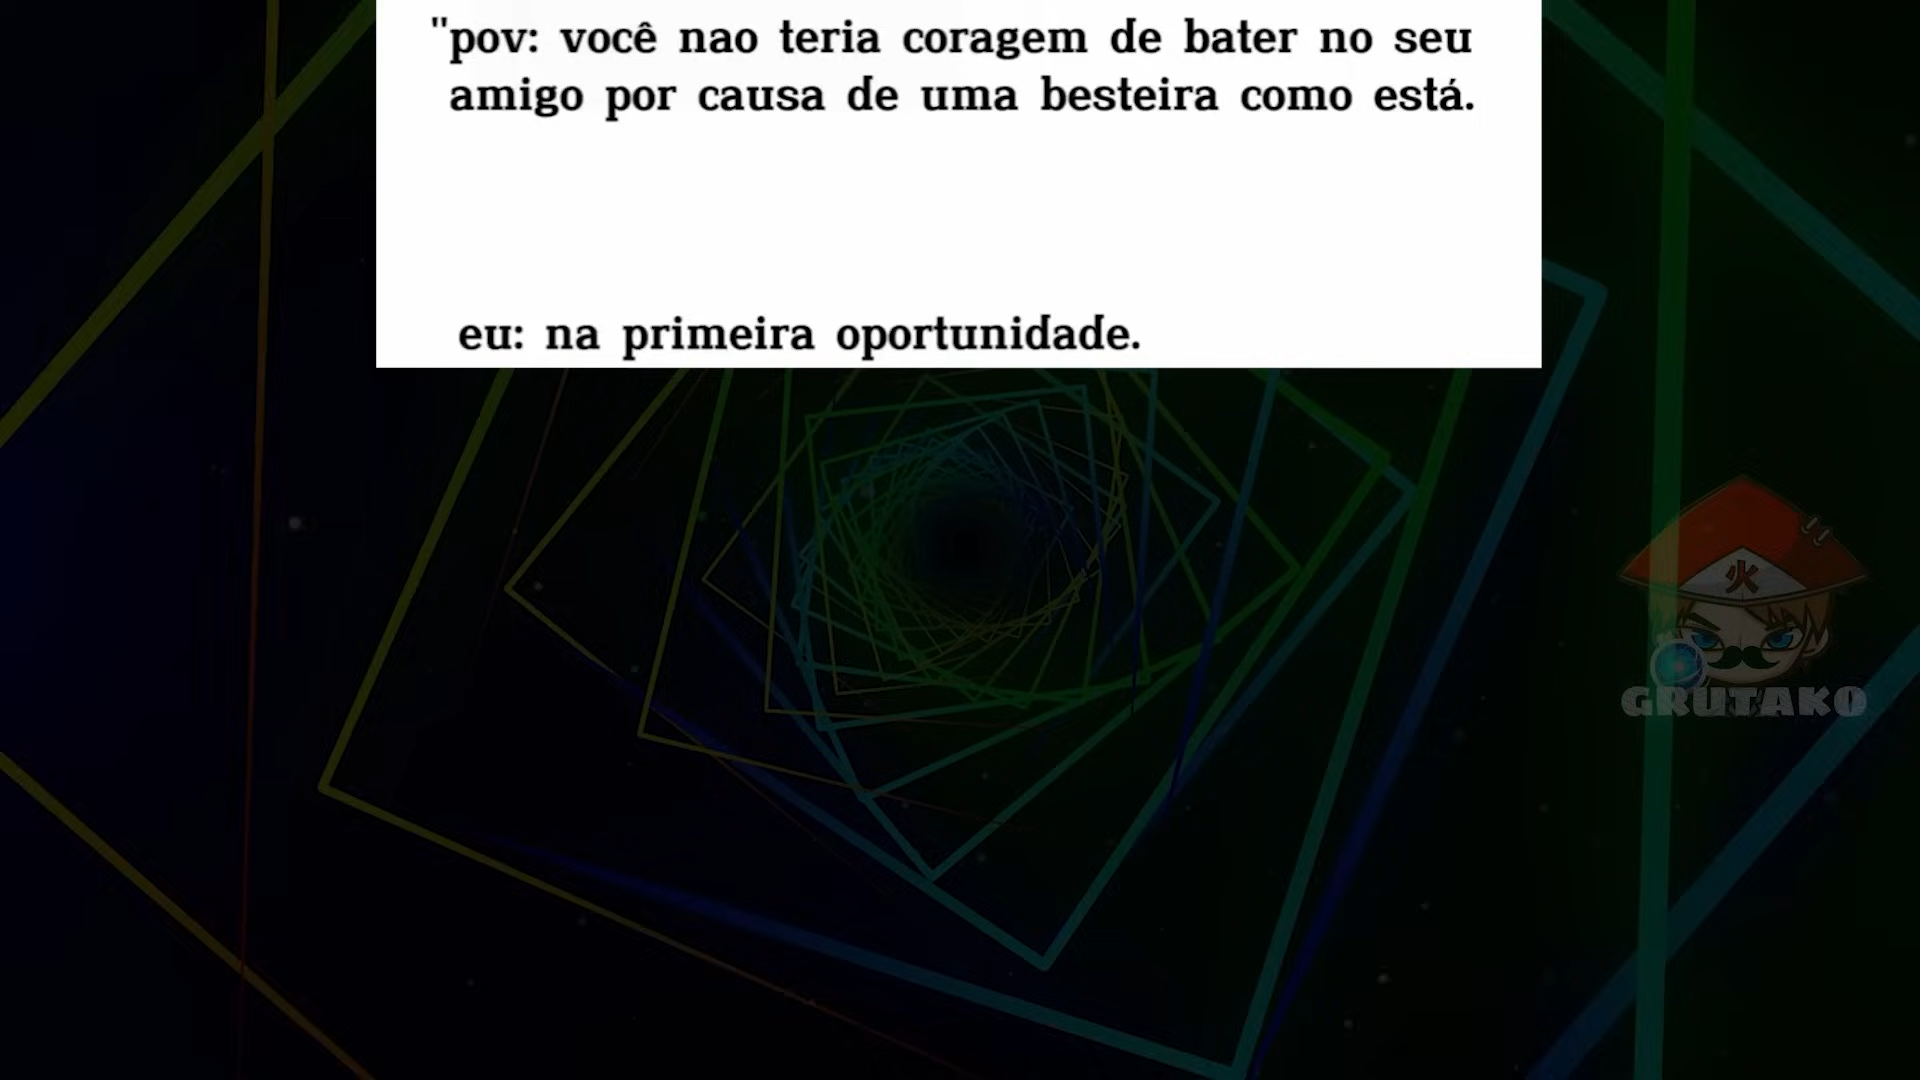 "pov: você nao teria coragem de bater no seu
amigo por causa de uma besteira como está.
eu: na primeira oportunidade.
火
GRUTAKO